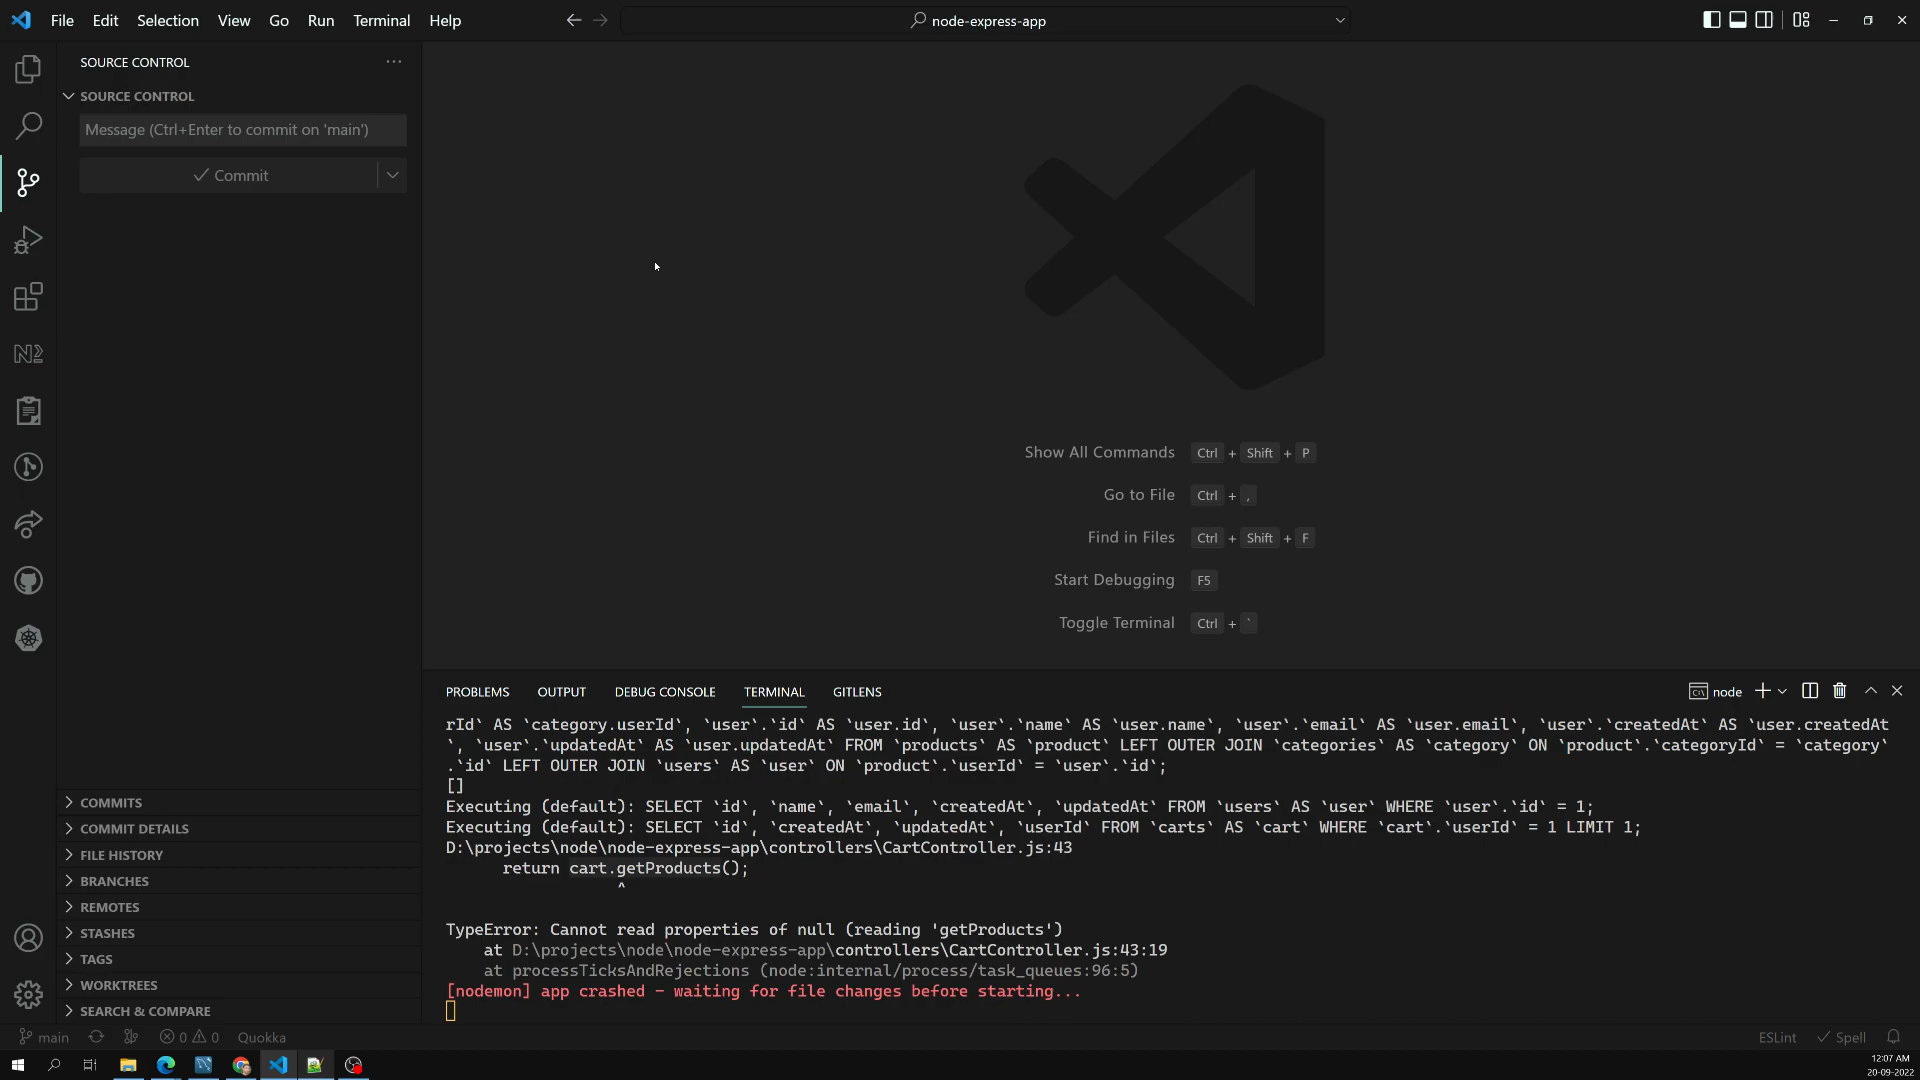 File Edit Selection View Go Run Terminal Help
node-express-app
SOURCE CONTROL
SOURCE CONTROL
Message (Ctrl+Enter to commit on 'main')
Commit
Show All Commands Ctrl + Shift + P
Go to File Ctrl + ,
Find in Files Ctrl + Shift + F
Start Debugging F5
Toggle Terminal Ctrl + `
PROBLEMS OUTPUT DEBUG CONSOLE TERMINAL GITLENS
node
rId` AS `category.userId`, `user`.`id` AS `user.id`, `user`.`name` AS `user.name`, `user`.`email` AS `user.email`, `user`.`createdAt` AS `user.createdAt
`, `user`.`updatedAt` AS `user.updatedAt` FROM `products` AS `product` LEFT OUTER JOIN `categories` AS `category` ON `product`.`categoryId` = `category`
.`id` LEFT OUTER JOIN `users` AS `user` ON `product`.`userId` = `user`.`id`;
[]
Executing (default): SELECT `id`, `name`, `email`, `createdAt`, `updatedAt` FROM `users` AS `user` WHERE `user`.`id` = 1;
Executing (default): SELECT `id`, `createdAt`, `updatedAt`, `userId` FROM `carts` AS `cart` WHERE `cart`.`userId` = 1 LIMIT 1;
D:\projects\node\node-express-app\controllers\CartController.js:43
return cart.getProducts();
^
TypeError: Cannot read properties of null (reading 'getProducts')
at D:\projects\node\node-express-app\controllers\CartController.js:43:19
at processTicksAndRejections (node:internal/process/task_queues:96:5)
[nodemon] app crashed - waiting for file changes before starting...
COMMITS
COMMIT DETAILS
FILE HISTORY
BRANCHES
REMOTES
STASHES
TAGS
WORKTREES
SEARCH & COMPARE
main 0 0 Quokka
ESLint Spell
12:07 AM
20-09-2022